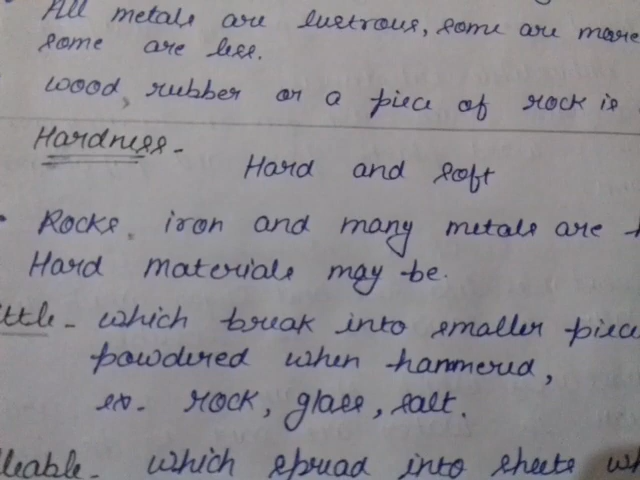 All metals are lustrous, some are more
some are less.
wood, rubber or a piece of rock is
Hardness-
Hard and soft
• Rocks, iron and many metals are
Hard materials may be.
ttle - which break into smaller piec
powdered when hammered,
ex. rock, glass, salt.
lleable - which spread into sheets wh